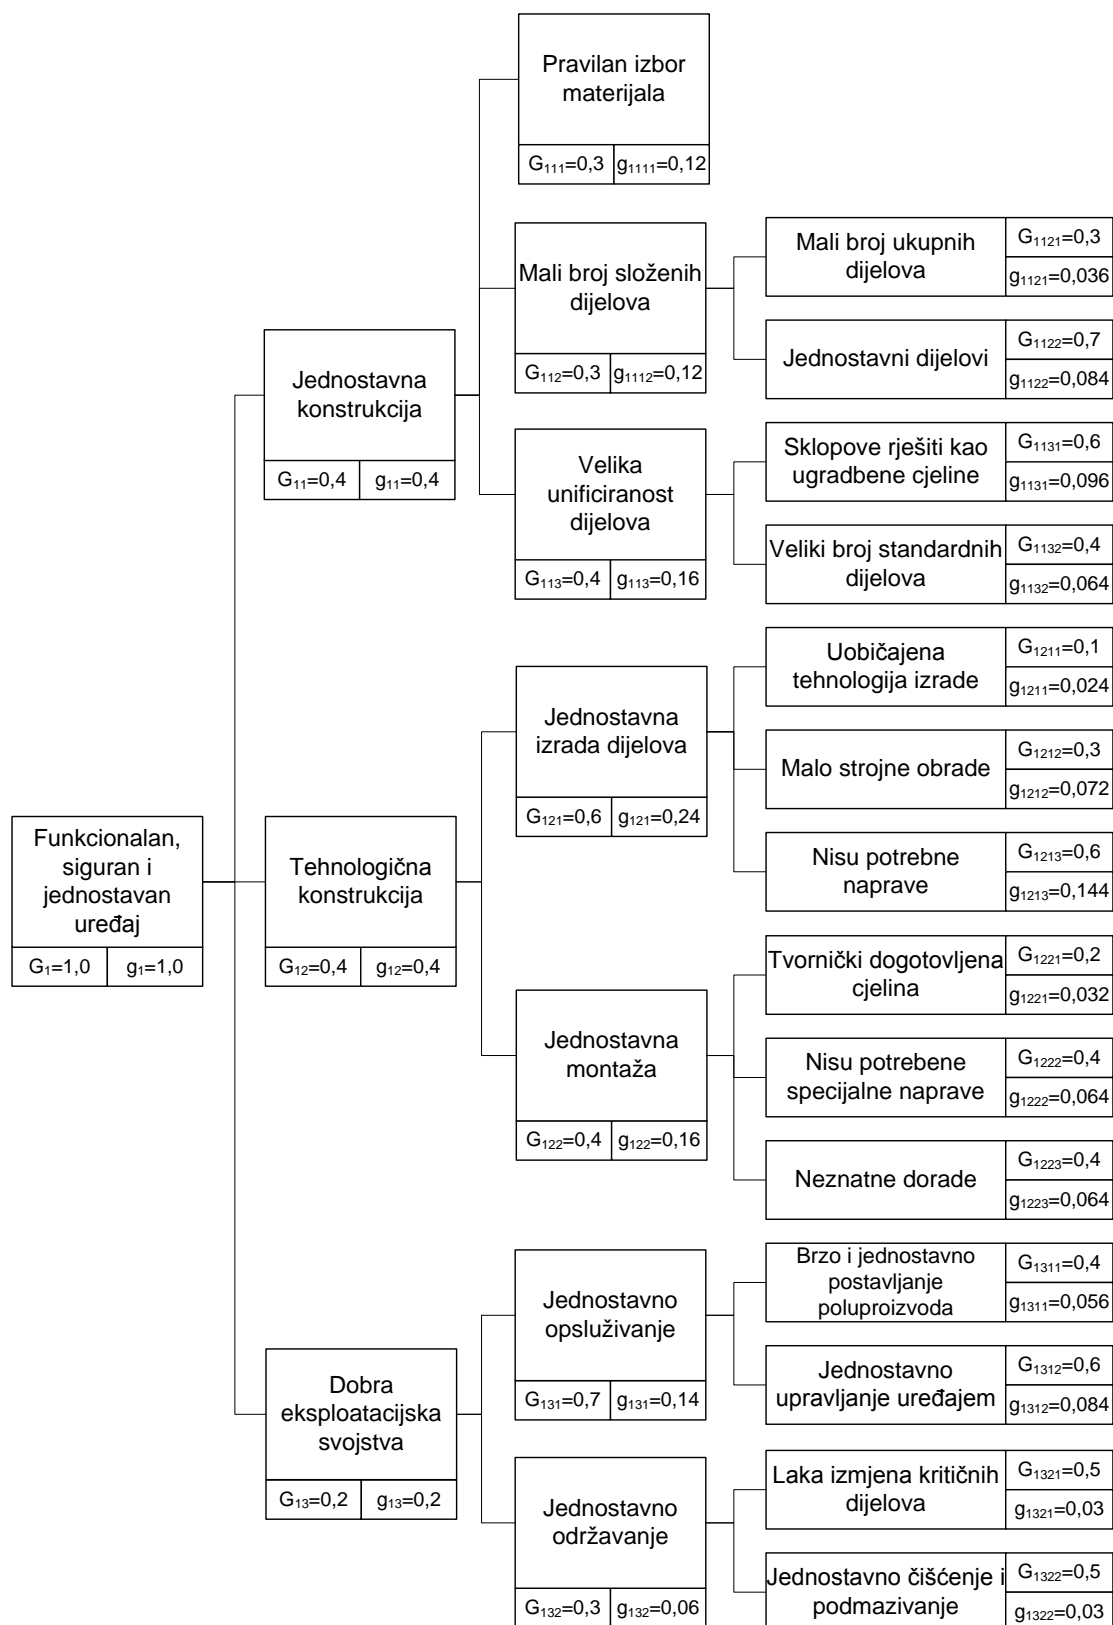 Pravilan izbor
materijala
G₁₁₁=0,3 g₁₁₁₁=0,12
Mali broj složenih
dijelova
G₁₁₂=0,3 g₁₁₁₂=0,12
Mali broj ukupnih
dijelova
G₁₁₂₁=0,3
g₁₁₂₁=0,036
Jednostavni dijelovi
G₁₁₂₂=0,7
g₁₁₂₂=0,084
Jednostavna
konstrukcija
G₁₁=0,4 g₁₁=0,4
Velika
unificiranost
dijelova
G₁₁₃=0,4 g₁₁₃=0,16
Sklopove rješiti kao
ugradbene cjeline
G₁₁₃₁=0,6
g₁₁₃₁=0,096
Veliki broj standardnih
dijelova
G₁₁₃₂=0,4
g₁₁₃₂=0,064
Jednostavna
izrada dijelova
G₁₂₁=0,6 g₁₂₁=0,24
Uobičajena
tehnologija izrade
G₁₂₁₁=0,1
g₁₂₁₁=0,024
Malo strojne obrade
G₁₂₁₂=0,3
g₁₂₁₂=0,072
Nisu potrebne
naprave
G₁₂₁₃=0,6
g₁₂₁₃=0,144
Funkcionalan,
siguran i
jednostavan
uređaj
G₁=1,0 g₁=1,0
Tehnologična
konstrukcija
G₁₂=0,4 g₁₂=0,4
Jednostavna
montaža
G₁₂₂=0,4 g₁₂₂=0,16
Tvornički dogotovljena
cjelina
G₁₂₂₁=0,2
g₁₂₂₁=0,032
Nisu potrebene
specijalne naprave
G₁₂₂₂=0,4
g₁₂₂₂=0,064
Neznatne dorade
G₁₂₂₃=0,4
g₁₂₂₃=0,064
Dobra
eksploatacijska
svojstva
G₁₃=0,2 g₁₃=0,2
Jednostavno
opsluživanje
G₁₃₁=0,7 g₁₃₁=0,14
Brzo i jednostavno
postavljanje
poluproizvoda
G₁₃₁₁=0,4
g₁₃₁₁=0,056
Jednostavno
upravljanje uređajem
G₁₃₁₂=0,6
g₁₃₁₂=0,084
Jednostavno
održavanje
G₁₃₂=0,3 g₁₃₂=0,06
Laka izmjena kritičnih
dijelova
G₁₃₂₁=0,5
g₁₃₂₁=0,03
Jednostavno čišćenje i
podmazivanje
G₁₃₂₂=0,5
g₁₃₂₂=0,03